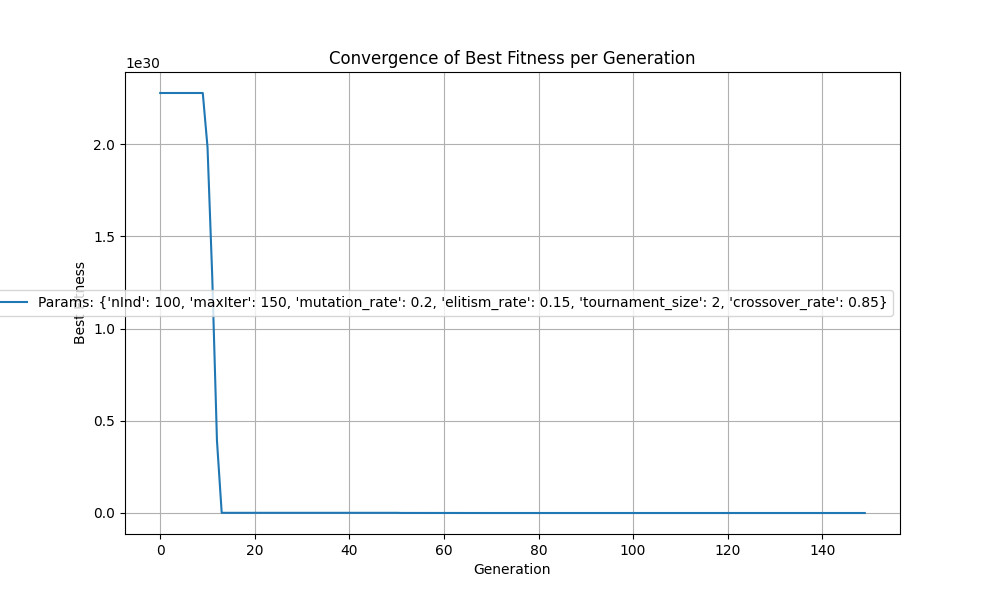 Convergence of Best Fitness per Generation
1e30
2.0
1.5
1.0
0.5
0.0
Best
Params: {'nInd': 100, 'maxIter': 150, 'mutation_rate': 0.2, 'elitism_rate': 0.15, 'tournament_size': 2, 'crossover_rate': 0.85}
0 20 40 60 80 100 120 140
Generation